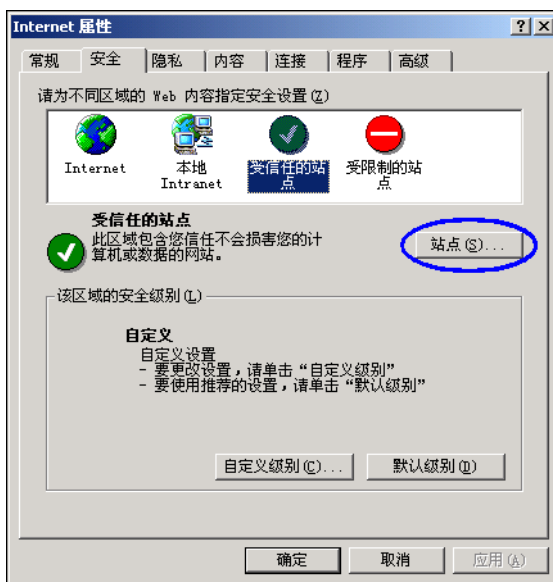 Internet 属性
常规 安全 隐私 内容 连接 程序 高级
请为不同区域的 Web 内容指定安全设置(Z)
Internet
本地
Intranet
受信任的站
点
受限制的站
点
受信任的站点
此区域包含您信任不会损害您的计
算机或数据的网站。
站点(S)...
该区域的安全级别(L)
自定义
自定义设置
- 要更改设置，请单击“自定义级别”
- 要使用推荐的设置，请单击“默认级别”
自定义级别(C)... 默认级别(D)
确定 取消 应用(A)